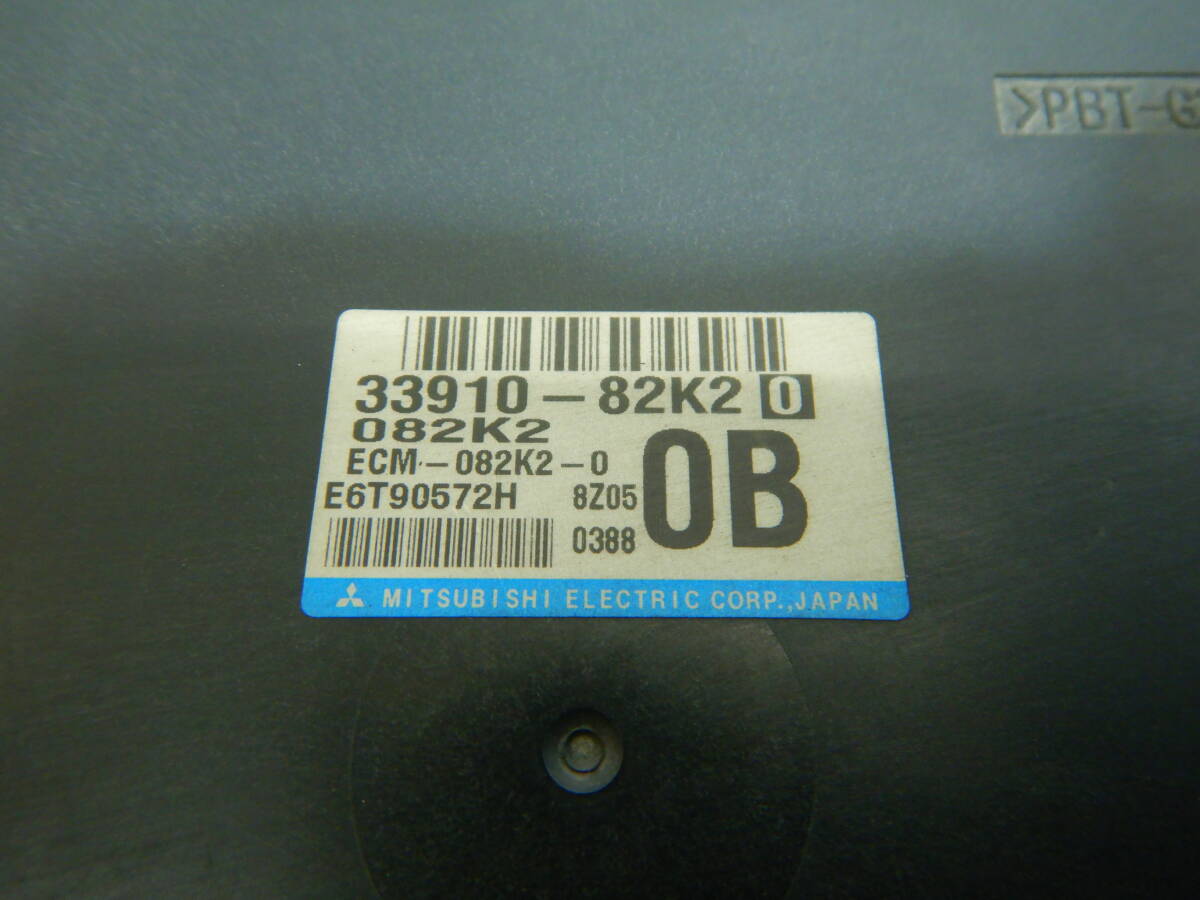 >PBT-G
33910-82K2 0
082K2
ECM-082K2-0
0B
E6T90572H 8Z05
0388
MITSUBISHI ELECTRIC CORP.,JAPAN